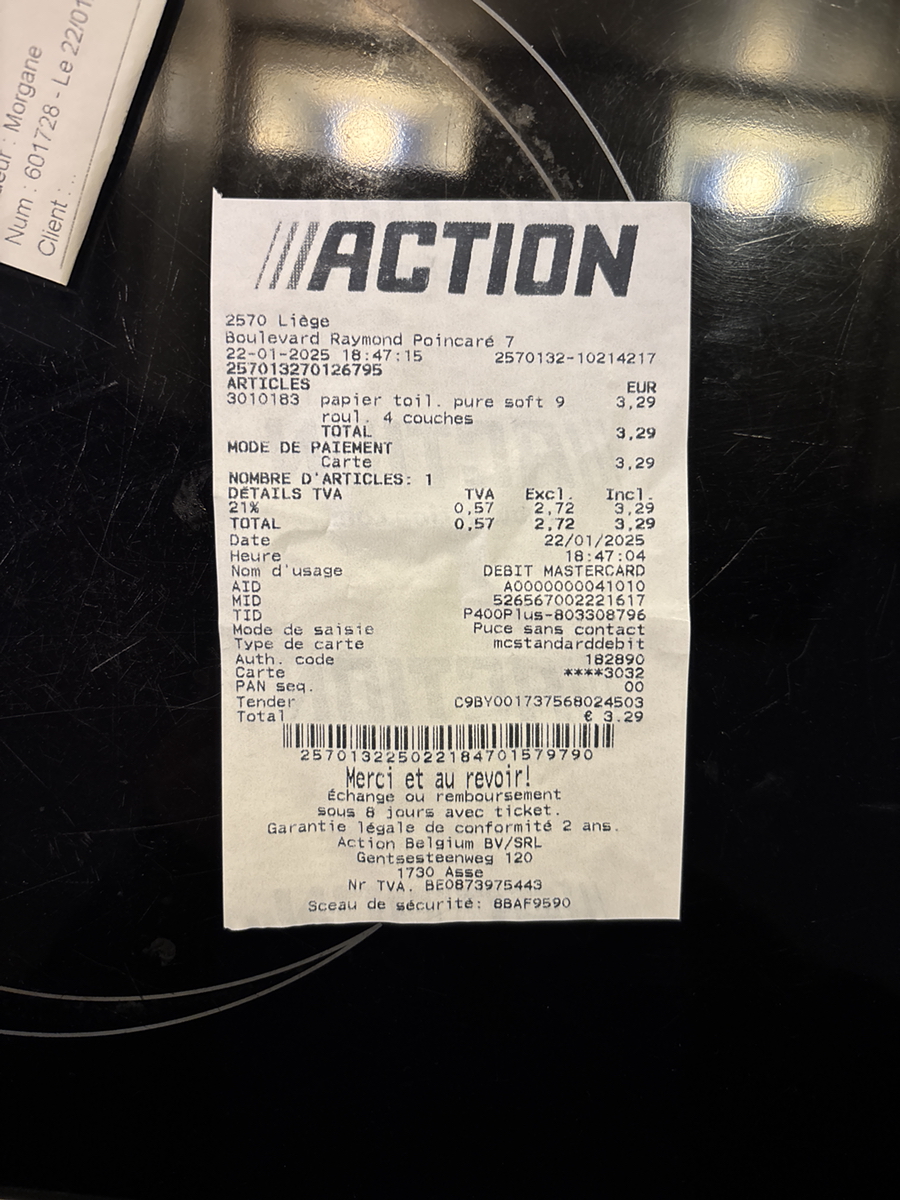 eur : Morgane
Num : 601728 - Le 22/01
Client : ...
ACTION
2570 Liège
Boulevard Raymond Poincaré 7
22-01-2025 18:47:15 2570132-10214217
257013270126795
ARTICLES EUR
3010183 papier toil. pure soft 9 3,29
roul. 4 couches
TOTAL 3,29
MODE DE PAIEMENT
Carte 3,29
NOMBRE D'ARTICLES: 1
DÉTAILS TVA TVA Excl. Incl.
21% 0,57 2,72 3,29
TOTAL 0,57 2,72 3,29
Date 22/01/2025
Heure 18:47:04
Nom d'usage DEBIT MASTERCARD
AID A0000000041010
MID 526567002221617
TID P400Plus-803308796
Mode de saisie Puce sans contact
Type de carte mcstandarddebit
Auth. code 182890
Carte ****3032
PAN seq. 00
Tender C9BY001737568024503
Total € 3.29
257013225022184701579790
Merci et au revoir!
Échange ou remboursement
sous 8 jours avec ticket.
Garantie légale de conformité 2 ans.
Action Belgium BV/SRL
Gentsesteenweg 120
1730 Asse
Nr TVA. BE0873975443
Sceau de sécurité: 8BAF9590